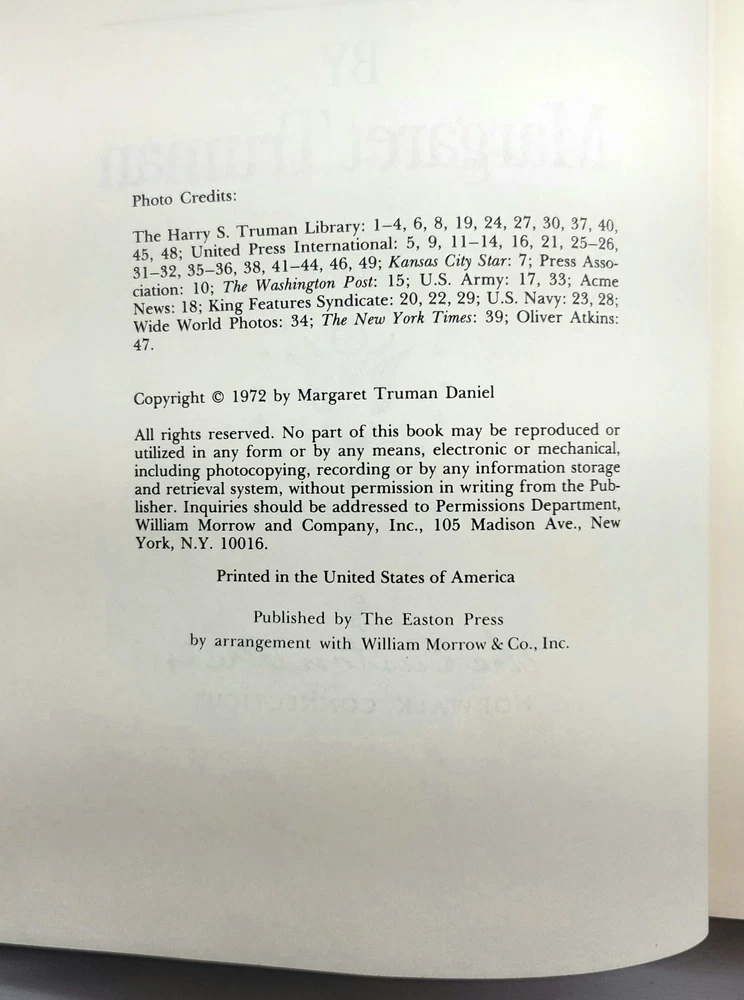 Photo Credits:
The Harry S. Truman Library: 1–4, 6, 8, 19, 24, 27, 30, 37, 40,
45, 48; United Press International: 5, 9, 11–14, 16, 21, 25–26,
31–32, 35–36, 38, 41–44, 46, 49; Kansas City Star: 7; Press Asso-
ciation: 10; The Washington Post: 15; U.S. Army: 17, 33; Acme
News: 18; King Features Syndicate: 20, 22, 29; U.S. Navy: 23, 28;
Wide World Photos: 34; The New York Times: 39; Oliver Atkins:
47.
Copyright © 1972 by Margaret Truman Daniel
All rights reserved. No part of this book may be reproduced or
utilized in any form or by any means, electronic or mechanical,
including photocopying, recording or by any information storage
and retrieval system, without permission in writing from the Pub-
lisher. Inquiries should be addressed to Permissions Department,
William Morrow and Company, Inc., 105 Madison Ave., New
York, N.Y. 10016.
Printed in the United States of America
Published by The Easton Press
by arrangement with William Morrow & Co., Inc.